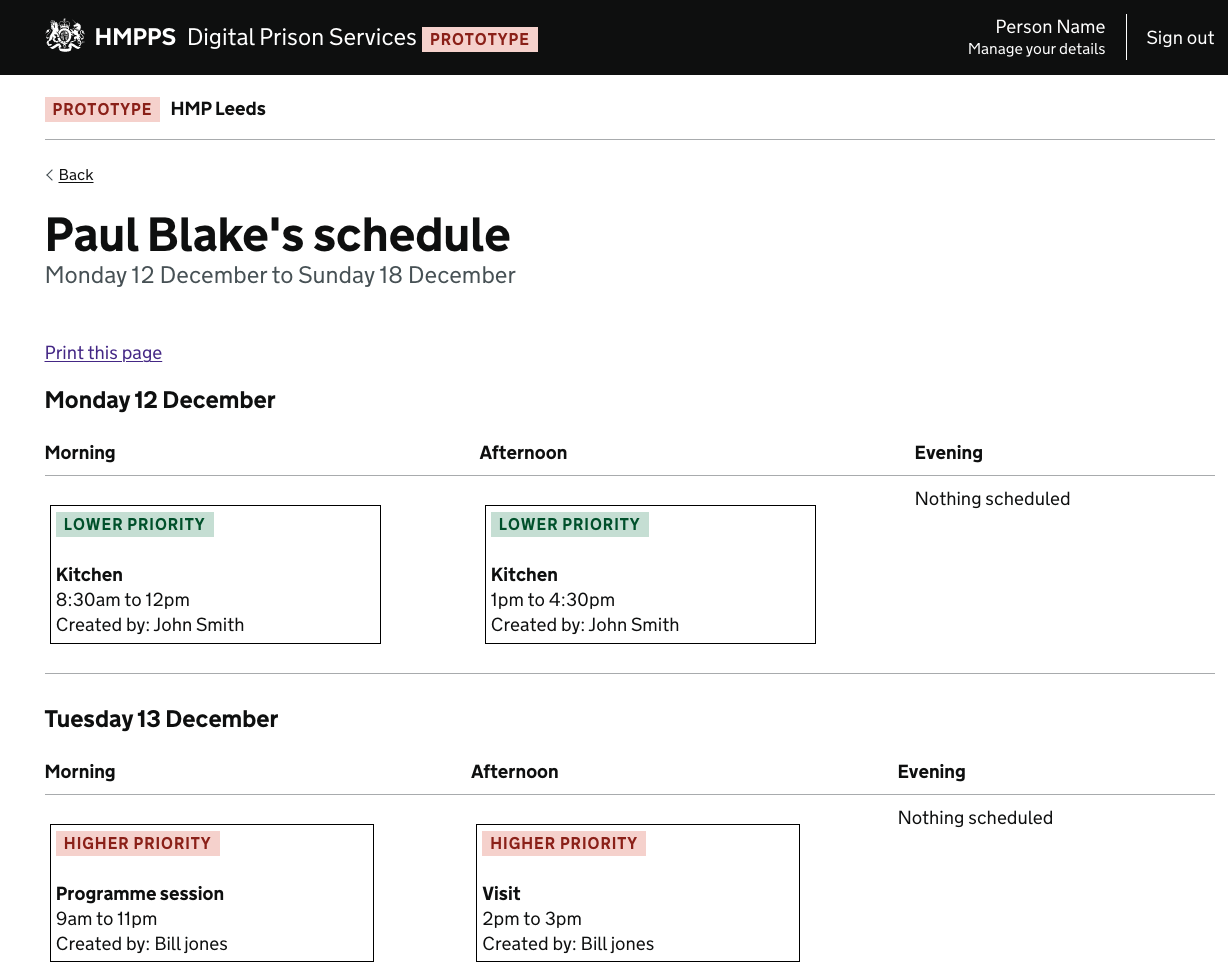 HMPPS Digital Prison Services PROTOTYPE
Person Name
Manage your details
Sign out
PROTOTYPE HMP Leeds
Back
Paul Blake's schedule
Monday 12 December to Sunday 18 December
Print this page
Monday 12 December
Morning Afternoon Evening
LOWER PRIORITY
Kitchen
8:30am to 12pm
Created by: John Smith
LOWER PRIORITY
Kitchen
1pm to 4:30pm
Created by: John Smith
Nothing scheduled
Tuesday 13 December
Morning Afternoon Evening
HIGHER PRIORITY
Programme session
9am to 11pm
Created by: Bill jones
HIGHER PRIORITY
Visit
2pm to 3pm
Created by: Bill jones
Nothing scheduled